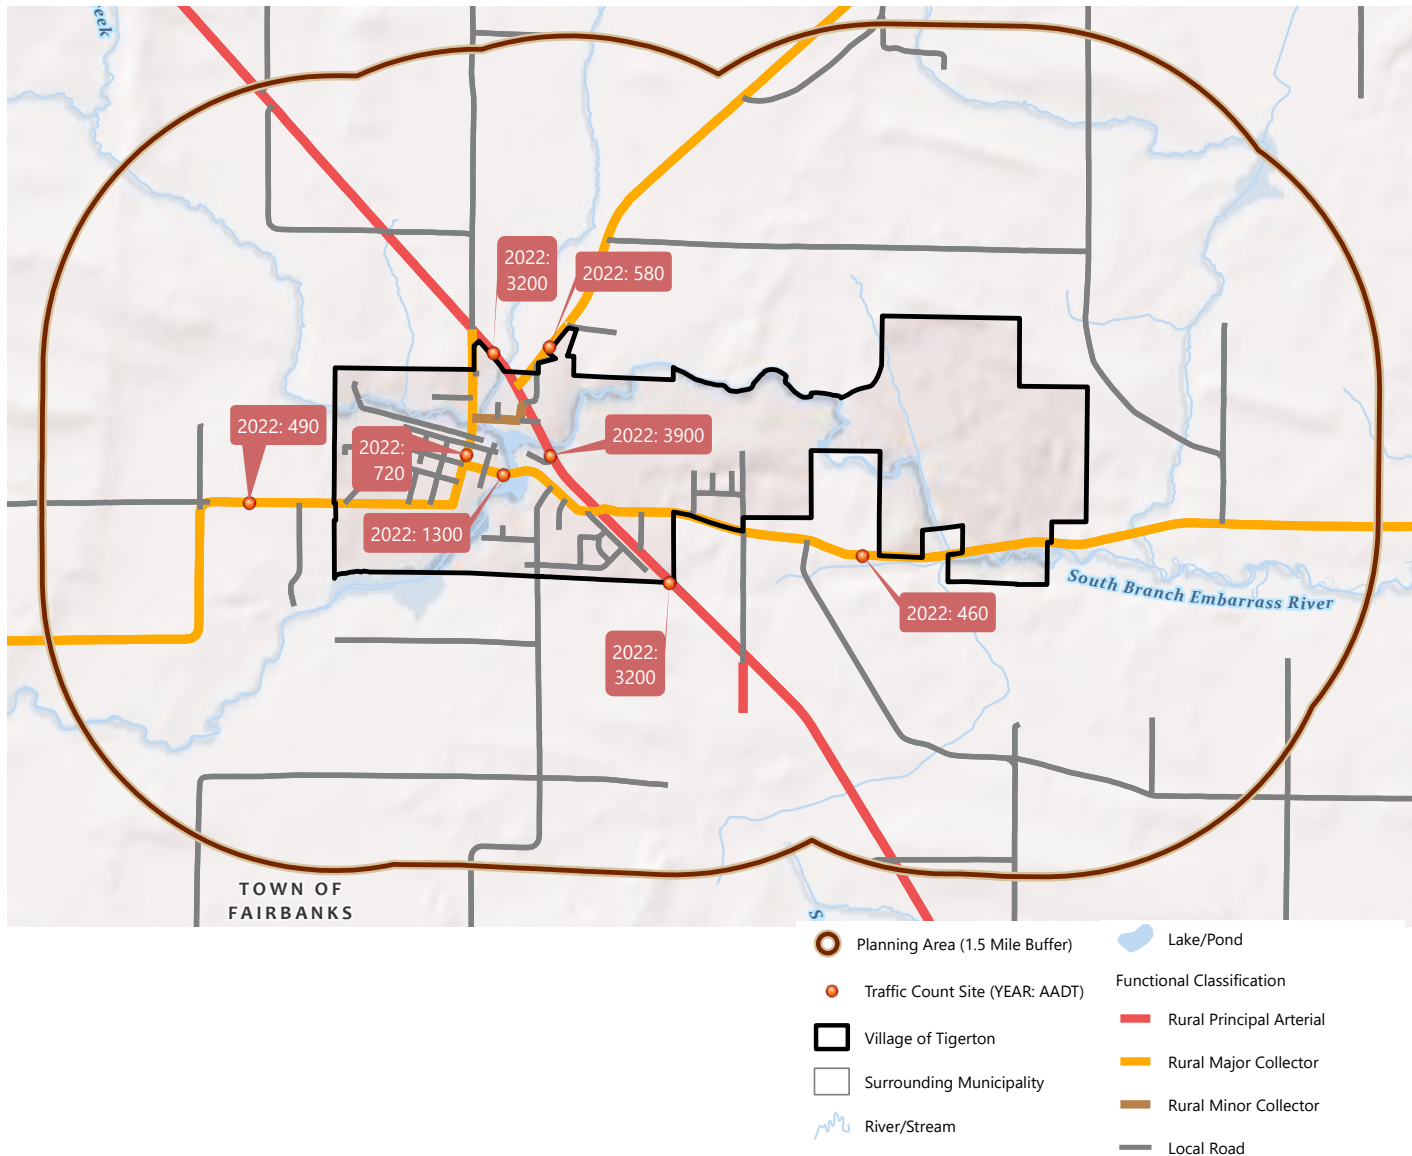 eek
2022:
3200
2022: 580
2022: 490
2022:
720
2022: 3900
2022: 1300
2022: 460
South Branch Embarrass River
2022:
3200
TOWN OF
FAIRBANKS
S
Planning Area (1.5 Mile Buffer)
Traffic Count Site (YEAR: AADT)
Village of Tigerton
Surrounding Municipality
River/Stream
Lake/Pond
Functional Classification
Rural Principal Arterial
Rural Major Collector
Rural Minor Collector
Local Road